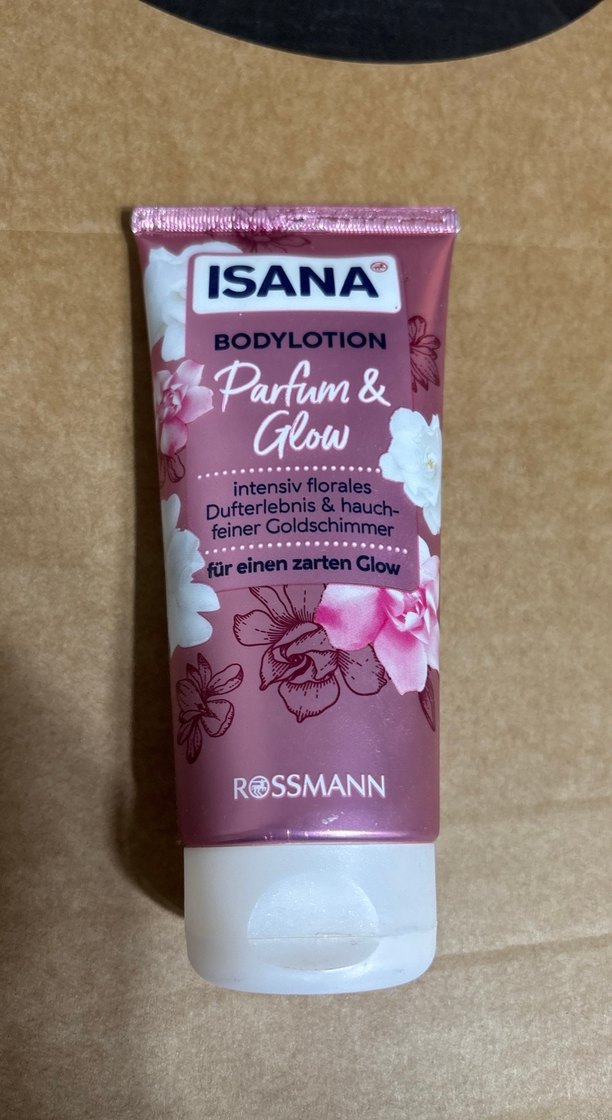 ISANA
BODYLOTION
Parfum &
Glow
intensiv florales
Dufterlebnis & hauch-
feiner Goldschimmer
für einen zarten Glow
ROSSMANN